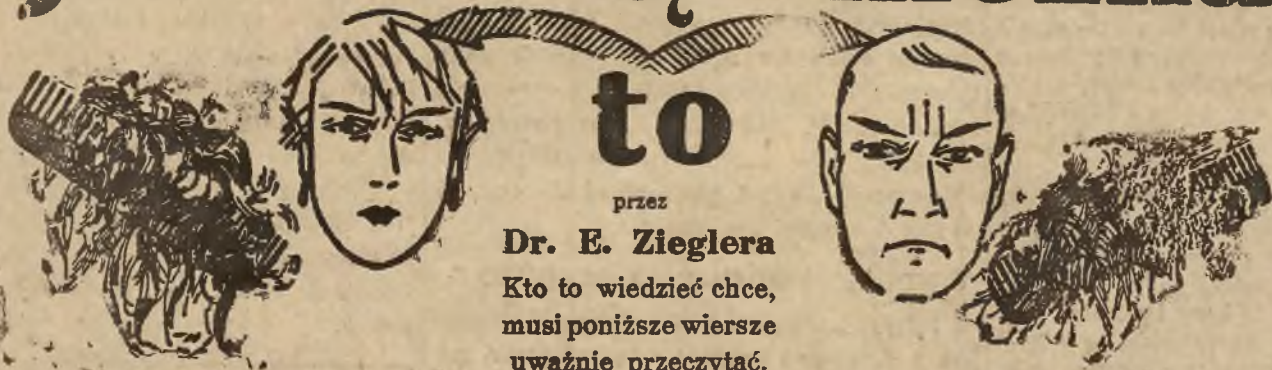 to
przez
Dr. E. Zieglera
Kto to wiedzieć chce,
musi poniższe wiersze
uważnie przeczytać.